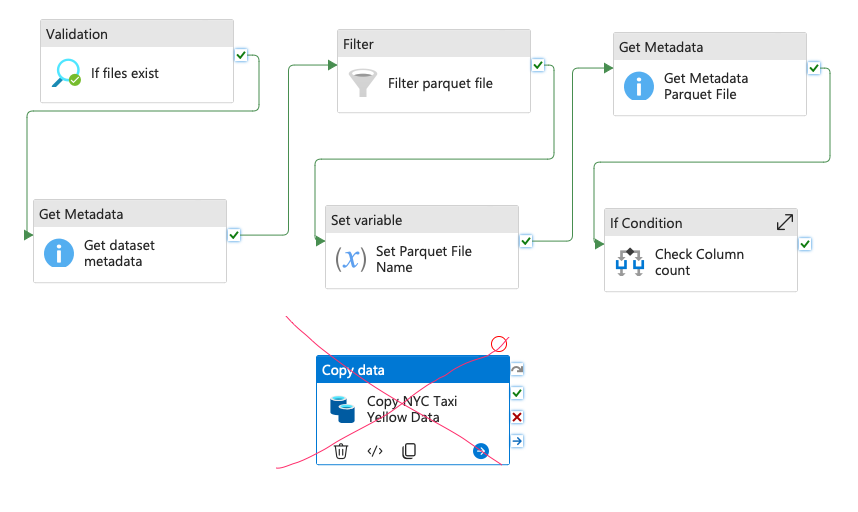 Validation
If files exist
Filter
Filter parquet file
Get Metadata
Get Metadata
Parquet File
Get Metadata
Get dataset
metadata
Set variable
(x)
Set Parquet File
Name
If Condition
Check Column
count
Copy data
Copy NYC Taxi
Yellow Data